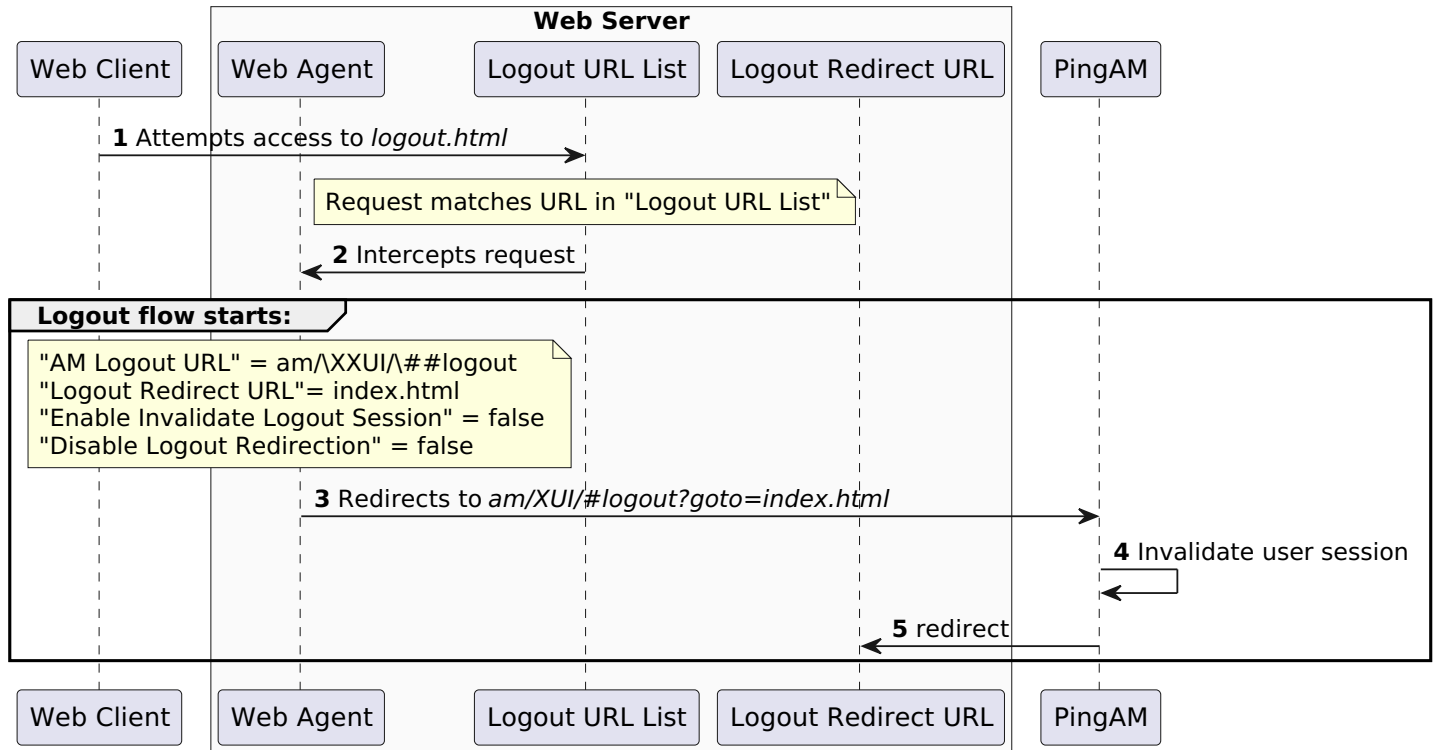 Web Server
Web Client
Web Agent
Logout URL List
Logout Redirect URL
PingAM
1 Attempts access to logout.html
Request matches URL in "Logout URL List"
2 Intercepts request
Logout flow starts:
"AM Logout URL" = am/\XXUI/\##logout
"Logout Redirect URL"= index.html
"Enable Invalidate Logout Session" = false
"Disable Logout Redirection" = false
3 Redirects to am/XUI/#logout?goto=index.html
4 Invalidate user session
5 redirect
Web Client
Web Agent
Logout URL List
Logout Redirect URL
PingAM